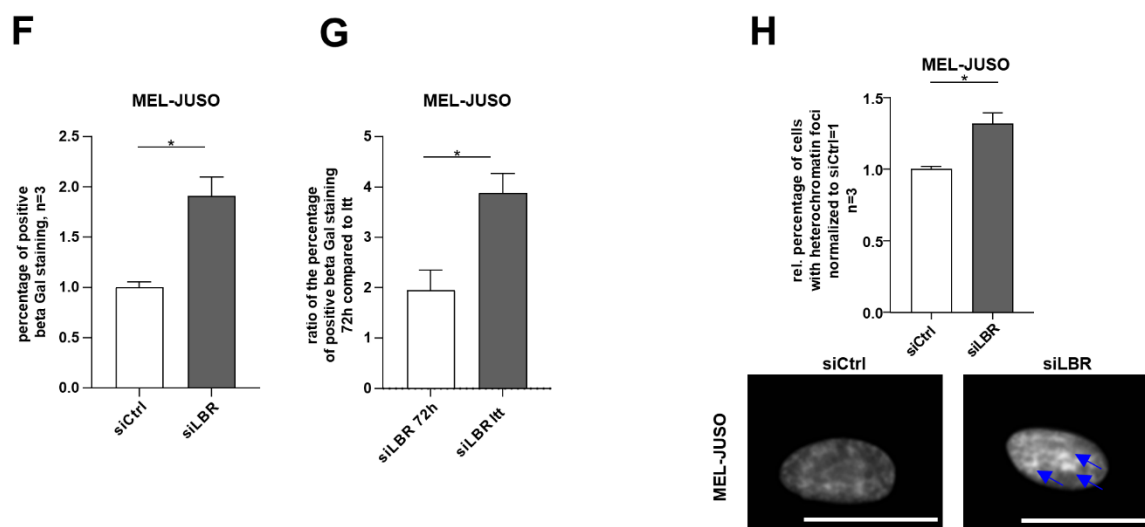 F
MEL-JUSO
percentage of positive
beta Gal staining, n=3
2.5
2.0
1.5
1.0
0.5
0.0
*
siCtrl
siLBR
G
MEL-JUSO
ratio of the percentage
of positive beta Gal staining
72h compared to ltt
5
4
3
2
1
0
*
siLBR 72h
siLBR ltt
H
MEL-JUSO
rel. percentage of cells
with heterochromatin foci
normalized to siCtrl=1
n=3
1.5
1.0
0.5
0.0
*
siCtrl
siLBR
siCtrl
siLBR
MEL-JUSO